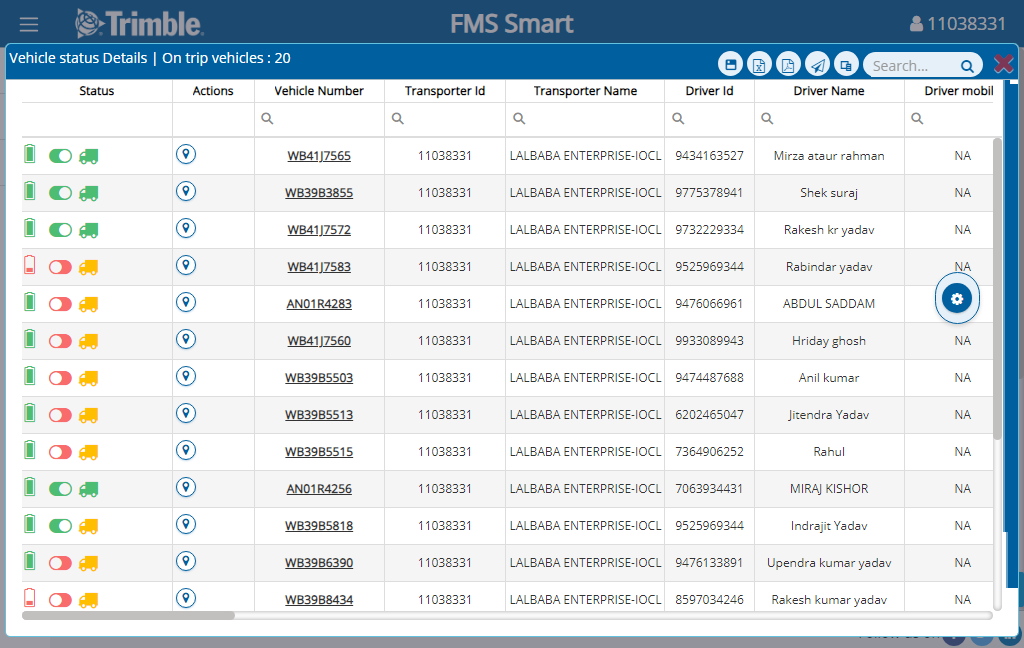 Trimble.
FMS Smart
11038331
Vehicle status Details | On trip vehicles : 20
Search...
Status Actions Vehicle Number Transporter Id Transporter Name Driver Id Driver Name Driver mobil
WB41J7565 11038331 LALBABA ENTERPRISE-IOCL 9434163527 Mirza ataur rahman NA
WB39B3855 11038331 LALBABA ENTERPRISE-IOCL 9775378941 Shek suraj NA
WB41J7572 11038331 LALBABA ENTERPRISE-IOCL 9732229334 Rakesh kr yadav NA
WB41J7583 11038331 LALBABA ENTERPRISE-IOCL 9525969344 Rabindar yadav NA
AN01R4283 11038331 LALBABA ENTERPRISE-IOCL 9476066961 ABDUL SADDAM
WB41J7560 11038331 LALBABA ENTERPRISE-IOCL 9933089943 Hriday ghosh NA
WB39B5503 11038331 LALBABA ENTERPRISE-IOCL 9474487688 Anil kumar NA
WB39B5513 11038331 LALBABA ENTERPRISE-IOCL 6202465047 Jitendra Yadav NA
WB39B5515 11038331 LALBABA ENTERPRISE-IOCL 7364906252 Rahul NA
AN01R4256 11038331 LALBABA ENTERPRISE-IOCL 7063934431 MIRAJ KISHOR NA
WB39B5818 11038331 LALBABA ENTERPRISE-IOCL 9525969344 Indrajit Yadav NA
WB39B6390 11038331 LALBABA ENTERPRISE-IOCL 9476133891 Upendra kumar yadav NA
WB39B8434 11038331 LALBABA ENTERPRISE-IOCL 8597034246 Rakesh kumar yadav NA